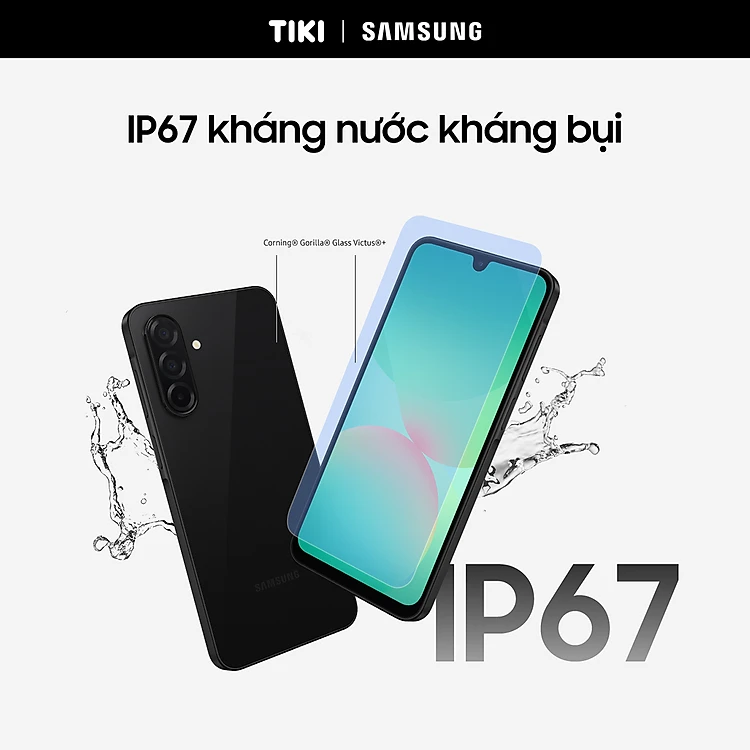 TIKI | SAMSUNG
IP67 kháng nước kháng bụi
Corning® Gorilla® Glass Victus®+
SAMSUNG
IP67